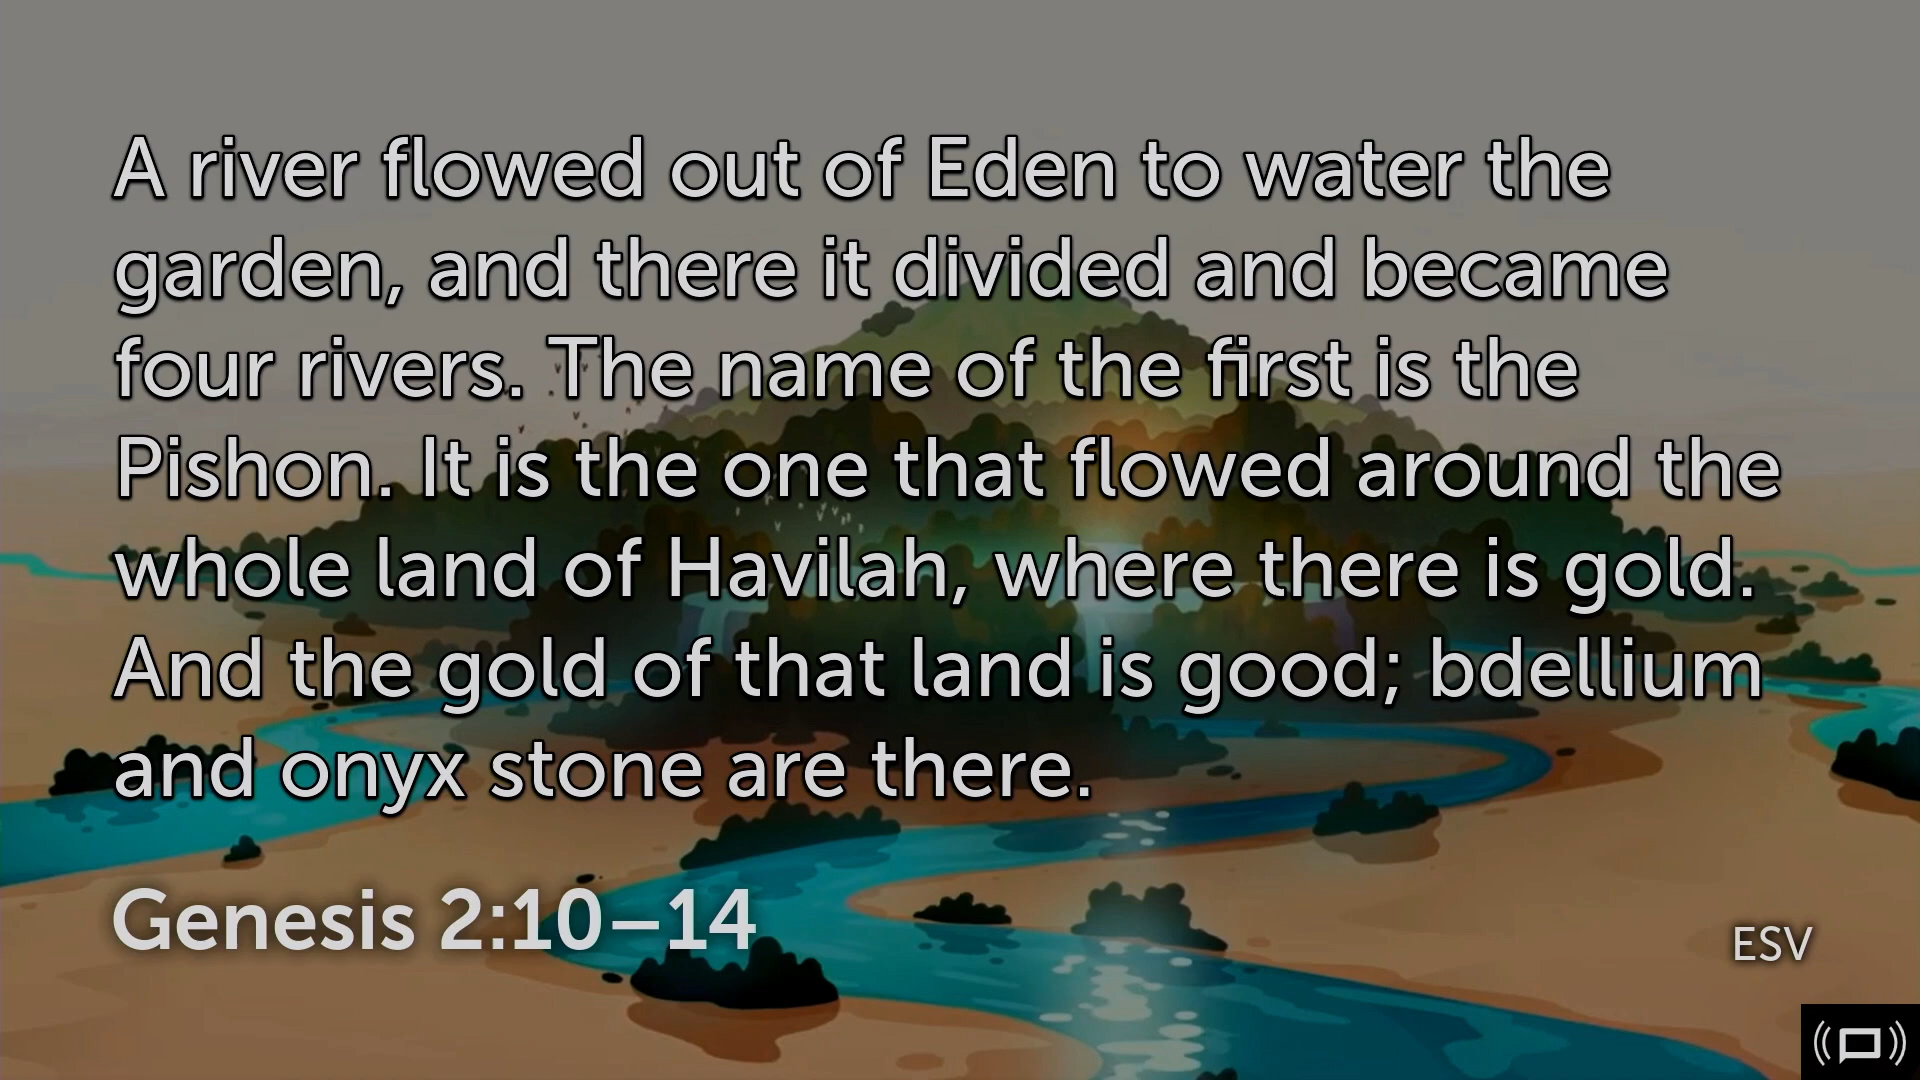 A river flowed out of Eden to water the
garden, and there it divided and became
four rivers. The name of the first is the
Pishon. It is the one that flowed around the
whole land of Havilah, where there is gold.
And the gold of that land is good; bdellium
and onyx stone are there.
Genesis 2:10–14
ESV